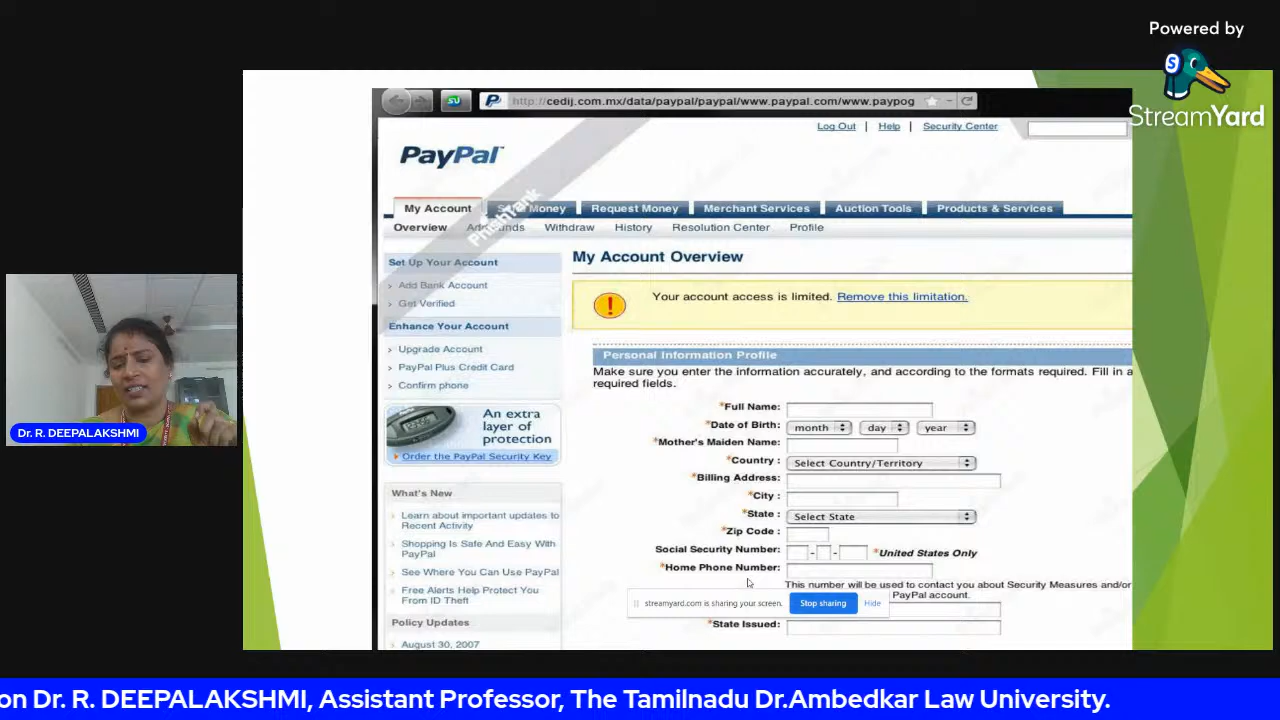 Powered by
S
StreamYard
http://cedij.com.mx/data/paypal/paypal/www.paypal.com/www.paypog
Log Out | Help | Security Center
PayPal™
PhishTank
My Account Send Money Request Money Merchant Services Auction Tools Products & Services
Overview Add Funds Withdraw History Resolution Center Profile
Set Up Your Account
Add Bank Account
Get Verified
Enhance Your Account
Upgrade Account
PayPal Plus Credit Card
Confirm phone
An extra
layer of
protection
Order the PayPal Security Key
What's New
Learn about important updates to
Recent Activity
Shopping Is Safe And Easy With
PayPal
See Where You Can Use PayPal
Free Alerts Help Protect You
From ID Theft
Policy Updates
August 30, 2007
My Account Overview
Your account access is limited. Remove this limitation.
Personal Information Profile
Make sure you enter the information accurately, and according to the formats required. Fill in a
required fields.
*Full Name:
*Date of Birth: month day year
*Mother's Maiden Name:
*Country : Select Country/Territory
*Billing Address:
*City :
*State : Select State
*Zip Code :
Social Security Number: - - *United States Only
*Home Phone Number:
This number will be used to contact you about Security Measures and/or
PayPal account.
streamyard.com is sharing your screen. Stop sharing Hide
*State Issued:
Dr. R. DEEPALAKSHMI
on Dr. R. DEEPALAKSHMI, Assistant Professor, The Tamilnadu Dr.Ambedkar Law University.